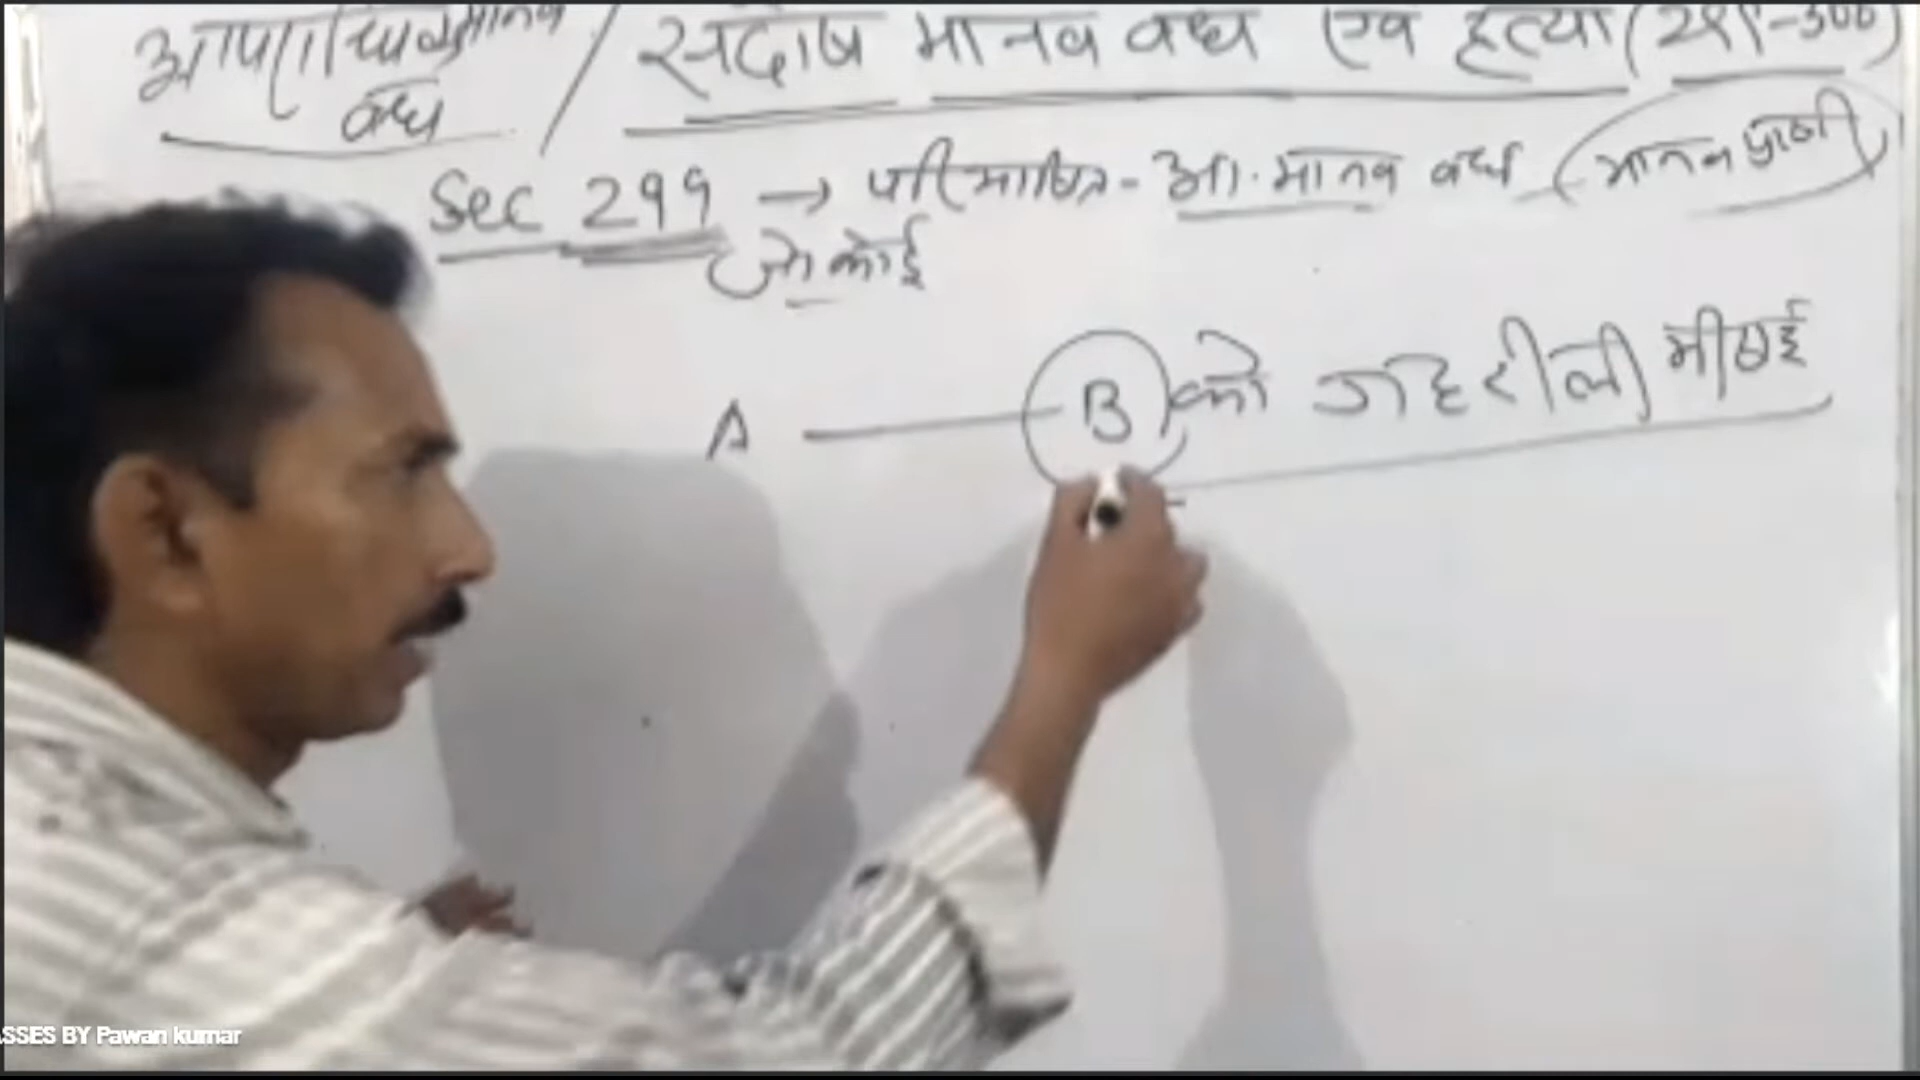 आपराधिक मानव वध / सदोष मानव वध एवं हत्या (299-300)
Sec 299 → परिभाषित - आ. मानव वध (मानव प्राणी)
जो कोई
A — B को जहरीली मीठाई
ASSES BY Pawan kumar